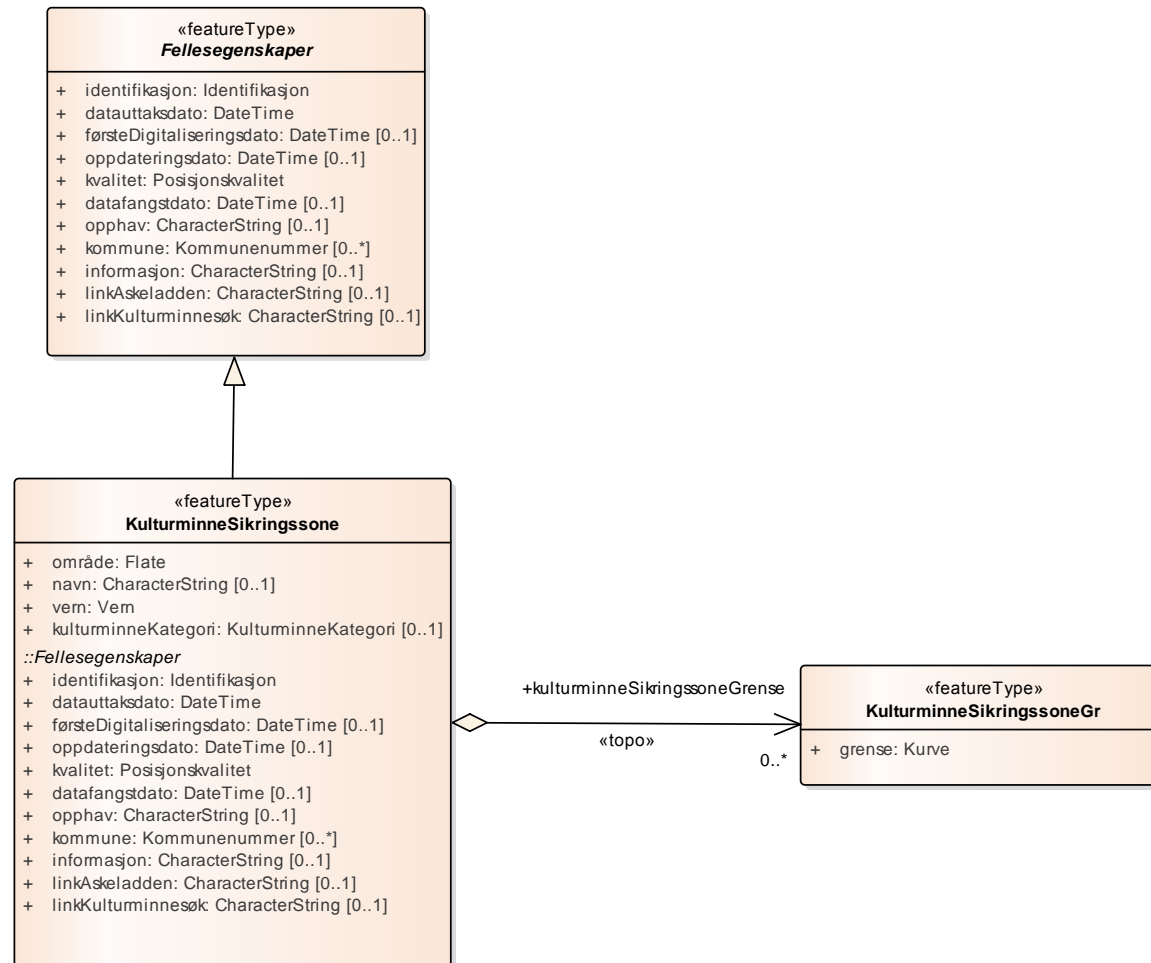 «featureType»
Fellesegenskaper
+ identifikasjon: Identifikasjon
+ datauttaksdato: DateTime
+ førsteDigitaliseringsdato: DateTime [0..1]
+ oppdateringsdato: DateTime [0..1]
+ kvalitet: Posisjonskvalitet
+ datafangstdato: DateTime [0..1]
+ opphav: CharacterString [0..1]
+ kommune: Kommunenummer [0..*]
+ informasjon: CharacterString [0..1]
+ linkAskeladden: CharacterString [0..1]
+ linkKulturminnesøk: CharacterString [0..1]
«featureType»
KulturminneSikringssone
+ område: Flate
+ navn: CharacterString [0..1]
+ vern: Vern
+ kulturminneKategori: KulturminneKategori [0..1]
::Fellesegenskaper
+ identifikasjon: Identifikasjon
+ datauttaksdato: DateTime
+førsteDigitaliseringsdato: DateTime [0..1]
+ oppdateringsdato: DateTime [0..1]
+ kvalitet: Posisjonskvalitet
+ datafangstdato: DateTime [0..1]
+ opphav: CharacterString [0..1]
+ kommune: Kommunenummer [0..*]
+ informasjon: CharacterString [0..1]
+ linkAskeladden: CharacterString [0..1]
+ linkKulturminnesøk: CharacterString [0..1]
+kulturminneSikringssoneGrense
«topo»
0..*
«featureType»
KulturminneSikringssoneGr
+ grense: Kurve